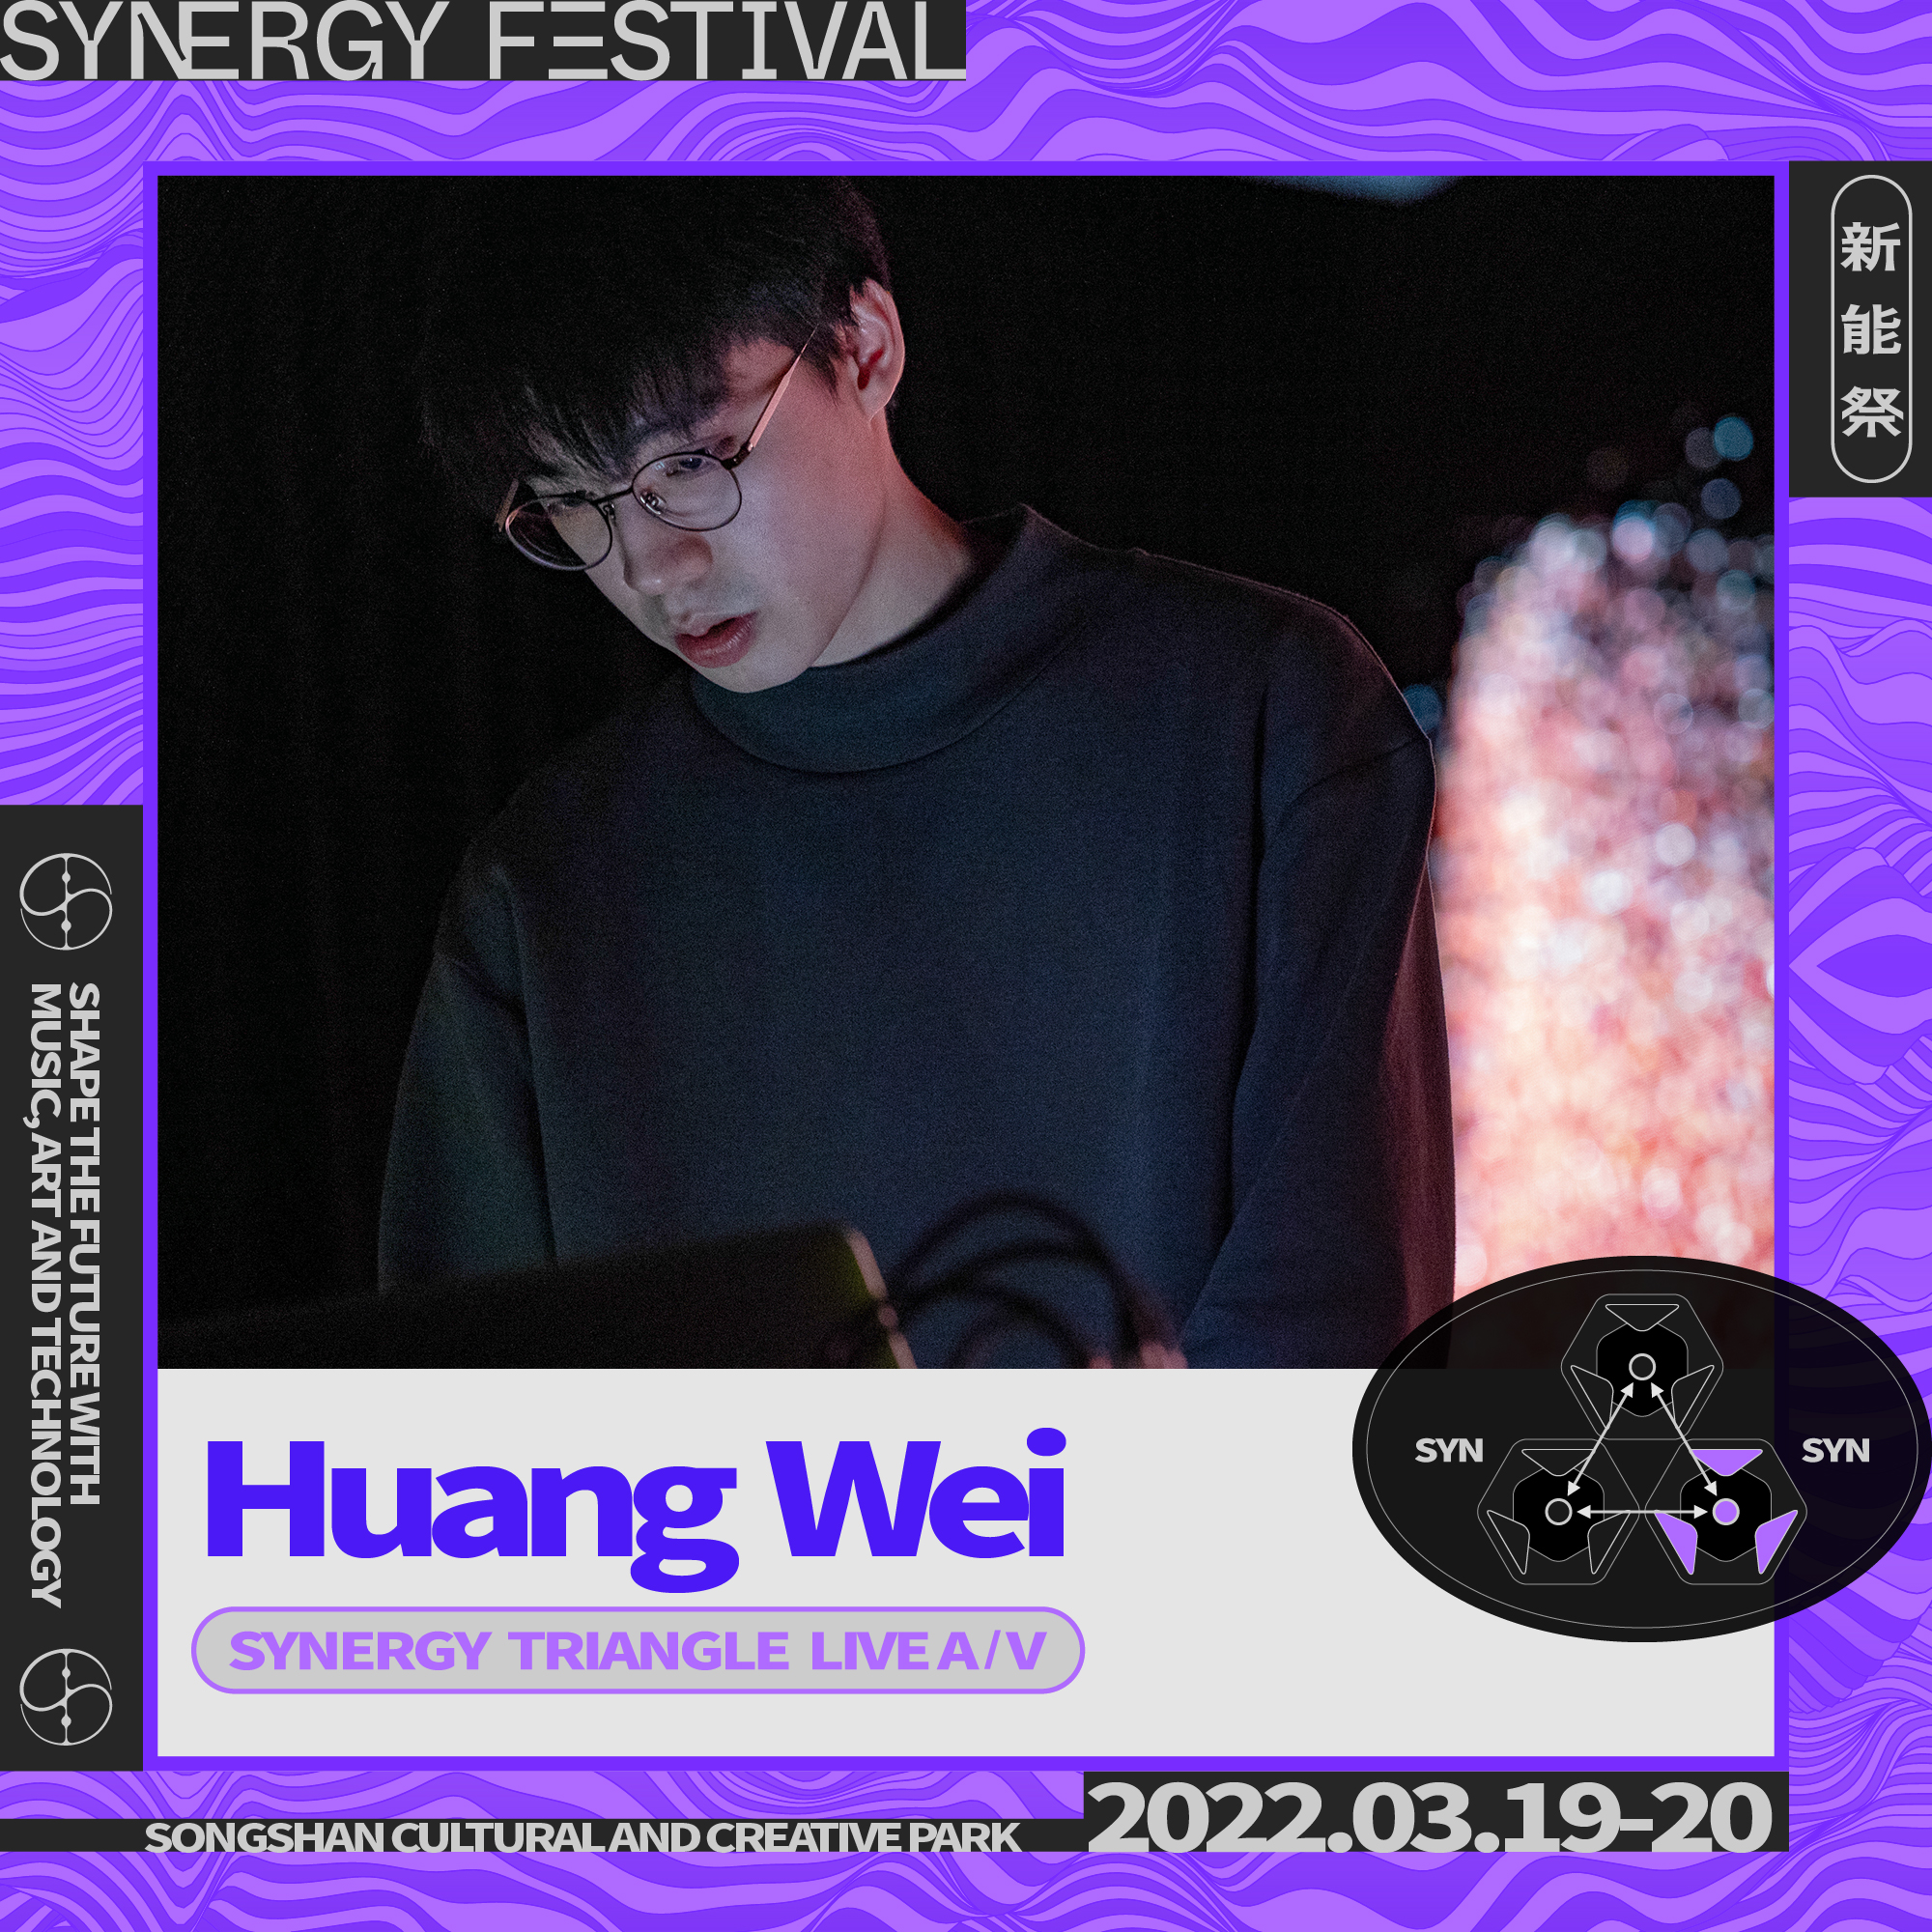 SYNERGY FESTIVAL
新能祭
SHAPE THE FUTURE WITH
MUSIC, ART AND TECHNOLOGY
Huang Wei
SYNERGY TRIANGLE LIVE A/V
SYN
SYN
SONGSHAN CULTURAL AND CREATIVE PARK
2022.03.19-20